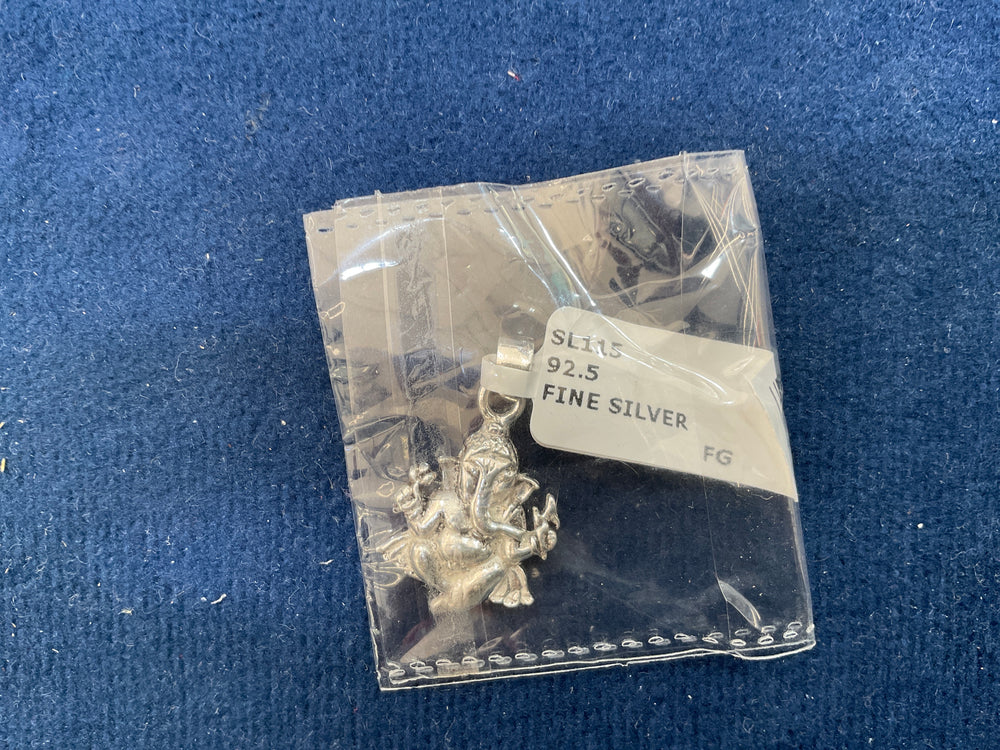 SL115
92.5
FINE SILVER
FG